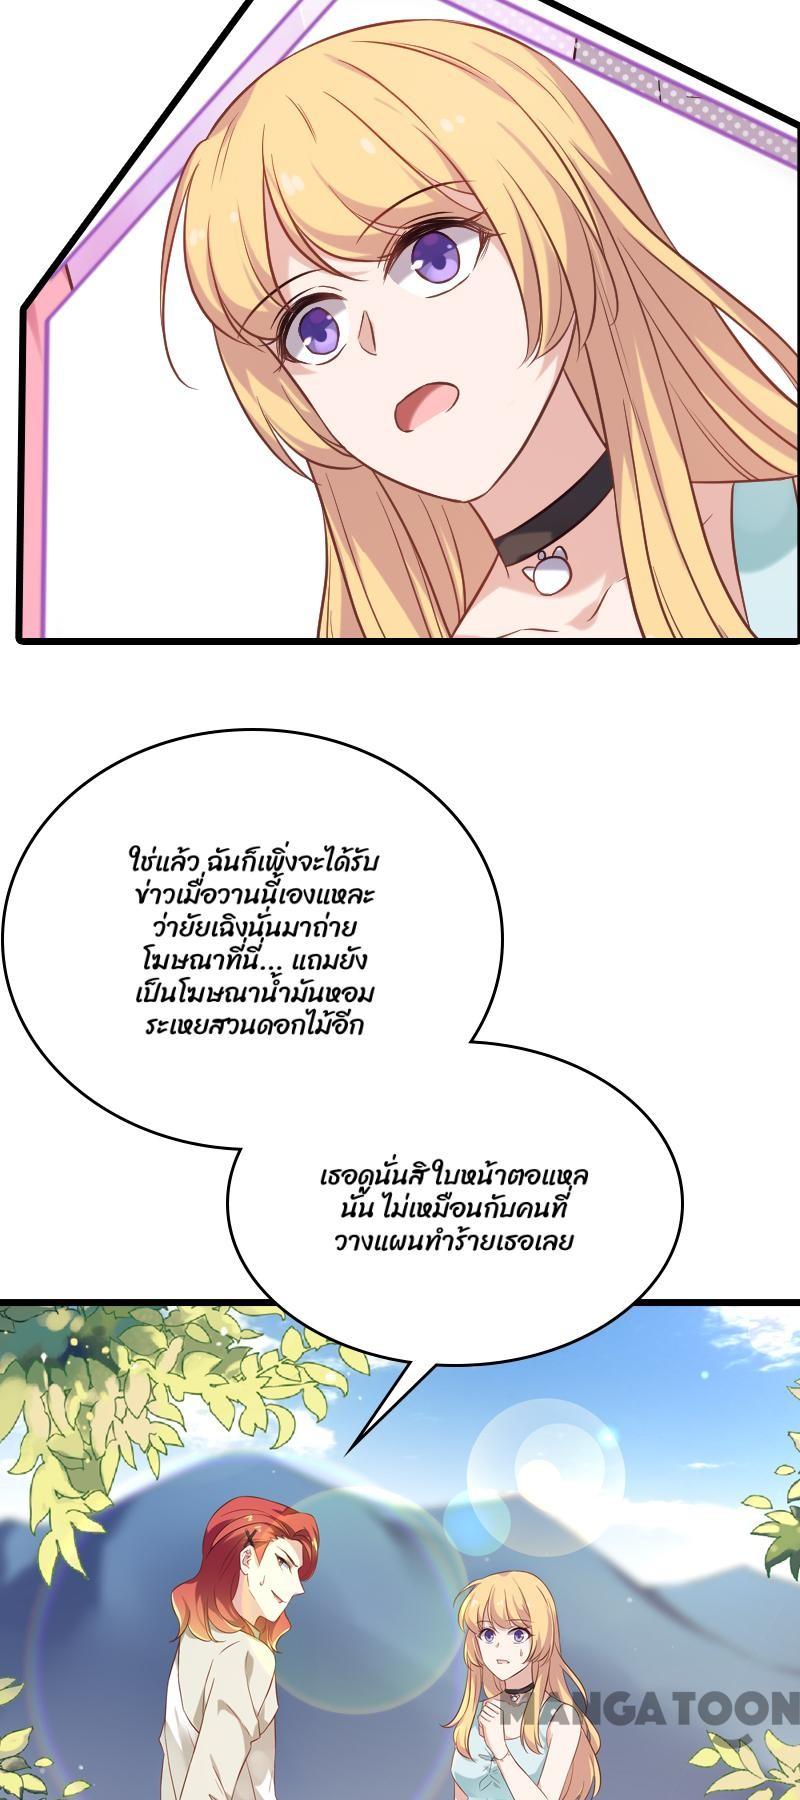 ใช่แล้ว ฉันก็เพิ่งจะได้รับ
ข่าวเมื่อวานนี้เองแหละ
ว่ายัยเฉิงนั่นมาถ่าย
โฆษณาที่นี่... แถมยัง
เป็นโฆษณาน้ำมันหอม
ระเหยสวนดอกไม้อีก
เธอดูนั่นสิ ใบหน้าตอแหล
นั้น ไม่เหมือนกับคนที่
วางแผนทำร้ายเธอเลย
MANGATOON